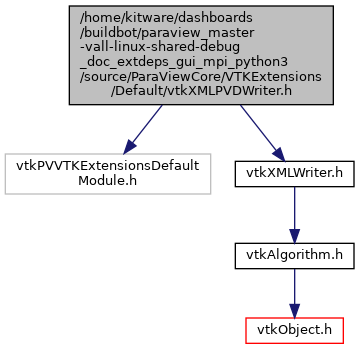 /home/kitware/dashboards
/buildbot/paraview_master
-vall-linux-shared-debug
_doc_extdeps_gui_mpi_python3
/source/ParaViewCore/VTKExtensions
/Default/vtkXMLPVDWriter.h
vtkPVVTKExtensionsDefault
Module.h
vtkXMLWriter.h
vtkAlgorithm.h
vtkObject.h